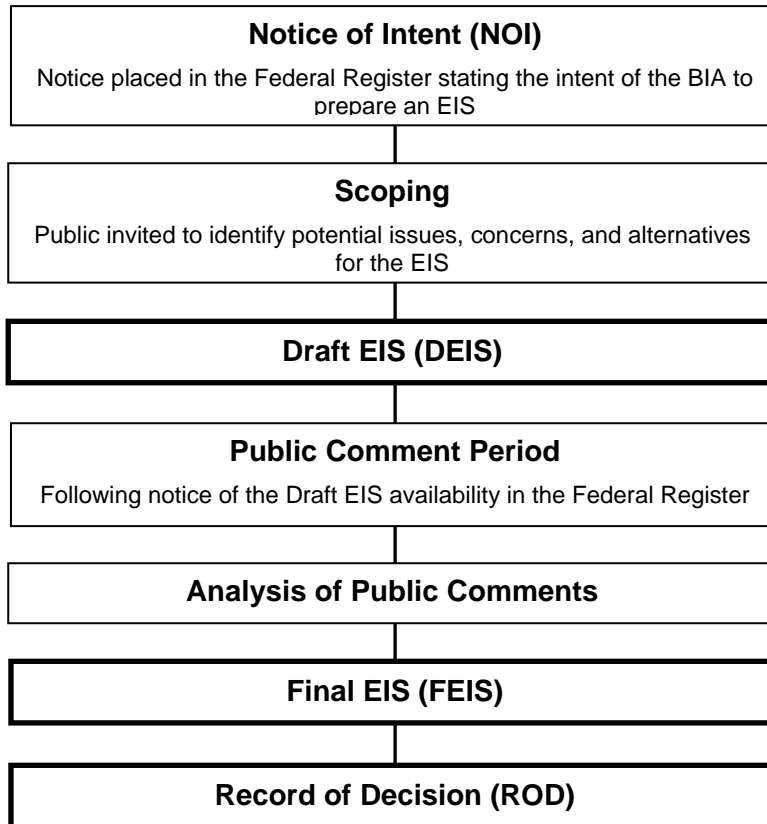 Notice of Intent (NOI)
Notice placed in the Federal Register stating the intent of the BIA to
prepare an EIS
Scoping
Public invited to identify potential issues, concerns, and alternatives
for the EIS
Draft EIS (DEIS)
Public Comment Period
Following notice of the Draft EIS availability in the Federal Register
Analysis of Public Comments
Final EIS (FEIS)
Record of Decision (ROD)